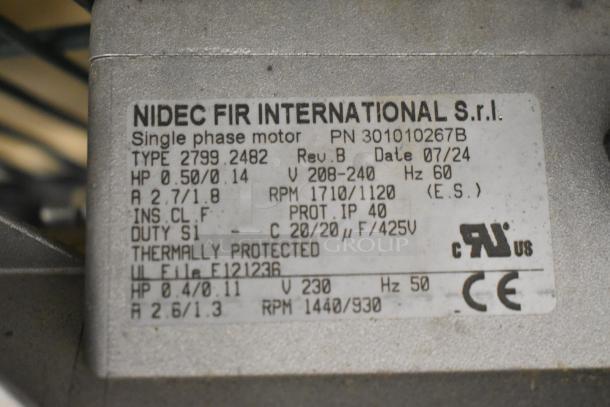 NIDEC FIR INTERNATIONAL S.r.l.
Single phase motor PN 301010267B
TYPE 2799.2482 Rev.B Date 07/24
HP 0.50/0.14 V 208-240 Hz 60
A 2.7/1.8 RPM 1710/1120 (E.S.)
INS.CL.F PROT.IP 40
DUTY S1 C 20/20µF/425V
THERMALLY PROTECTED
UL File E121236
c RU US
HP 0.4/0.11 V 230 Hz 50
A 2.6/1.3 RPM 1440/930
CE
GROUP